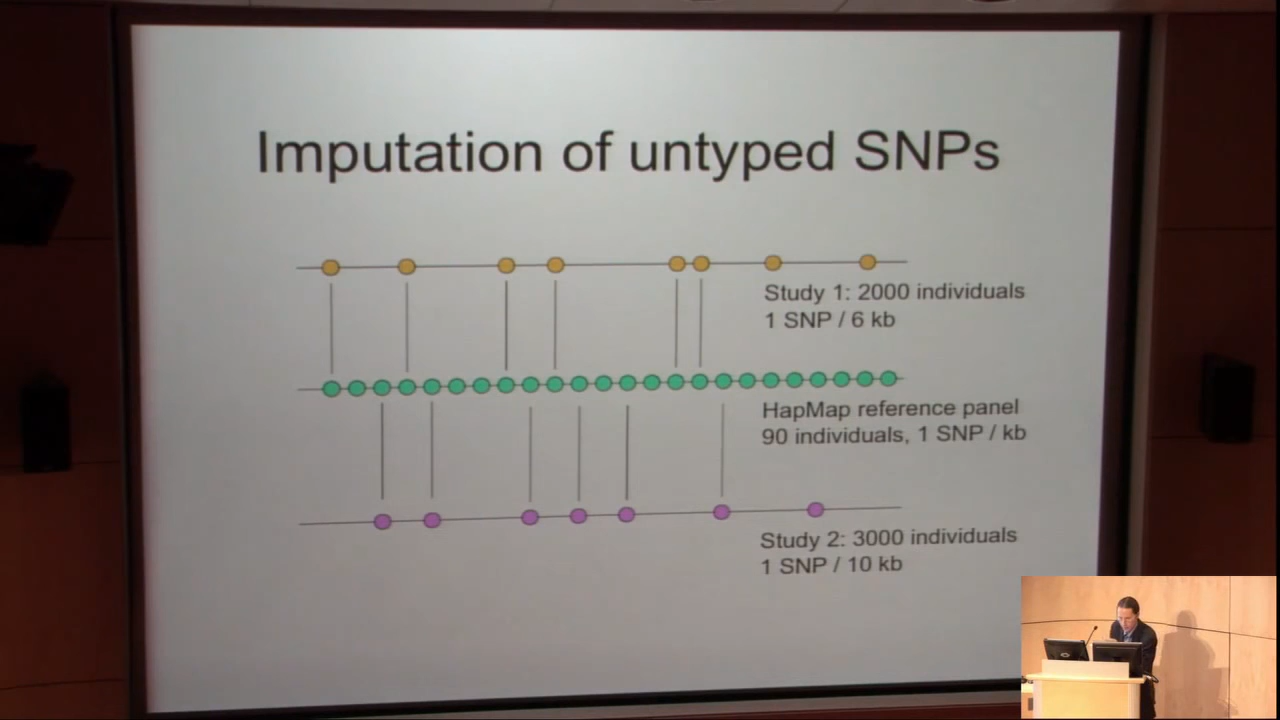 Imputation of untyped SNPs
Study 1: 2000 individuals
1 SNP / 6 kb
HapMap reference panel
90 individuals, 1 SNP / kb
Study 2: 3000 individuals
1 SNP / 10 kb